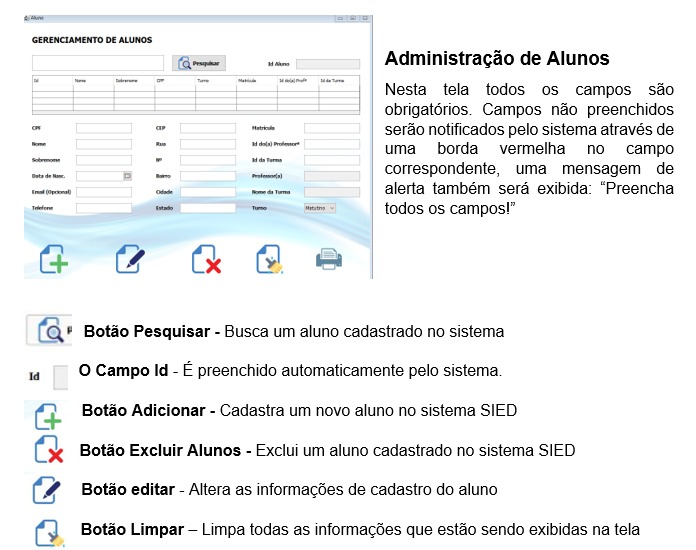 Aluno
GERENCIAMENTO DE ALUNOS
Pesquisar
Id Aluno
Id Nome Sobrenome CPF Turno Matrícula Id do(a) Profº Id da Turma
CPF CEP Matrícula
Nome Rua Id do(a) Professor*
Sobrenome Nº Id da Turma
Data de Nasc. Bairro Professor(a)
Email (Opcional) Cidade Nome da Turma
Telefone Estado Turno Matutino
Administração de Alunos
Nesta tela todos os campos são
obrigatórios. Campos não preenchidos
serão notificados pelo sistema através de
uma borda vermelha no campo
correspondente, uma mensagem de
alerta também será exibida: “Preencha
todos os campos!”
Botão Pesquisar - Busca um aluno cadastrado no sistema
Id O Campo Id - É preenchido automaticamente pelo sistema.
Botão Adicionar - Cadastra um novo aluno no sistema SIED
Botão Excluir Alunos - Exclui um aluno cadastrado no sistema SIED
Botão editar - Altera as informações de cadastro do aluno
Botão Limpar – Limpa todas as informações que estão sendo exibidas na tela